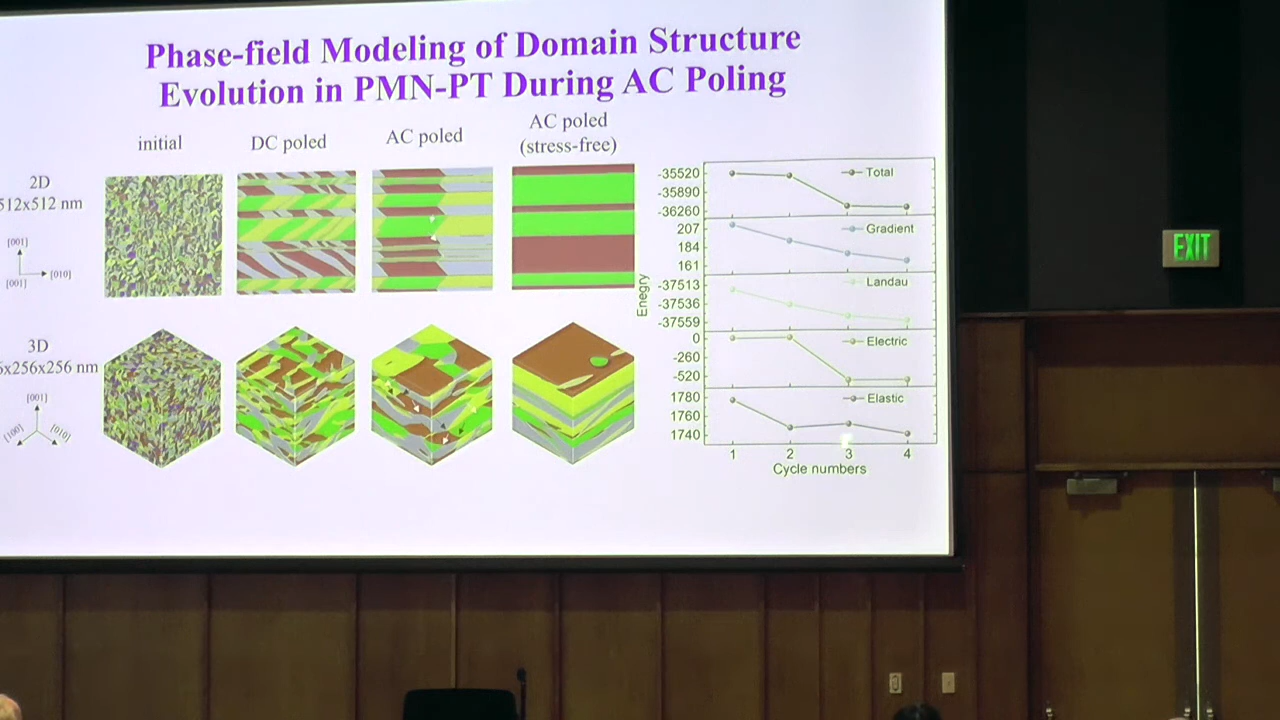 Phase-field Modeling of Domain Structure
Evolution in PMN-PT During AC Poling
initial
DC poled
AC poled
AC poled
(stress-free)
2D
512x512 nm
[001]
[010]
[001]
3D
x256x256 nm
[001]
[100]
[010]
Enegry
-35520
-35890
-36260
Total
207
184
161
Gradient
-37513
-37536
-37559
Landau
0
-260
-520
Electric
1780
1760
1740
Elastic
1 2 3 4
Cycle numbers
EXIT